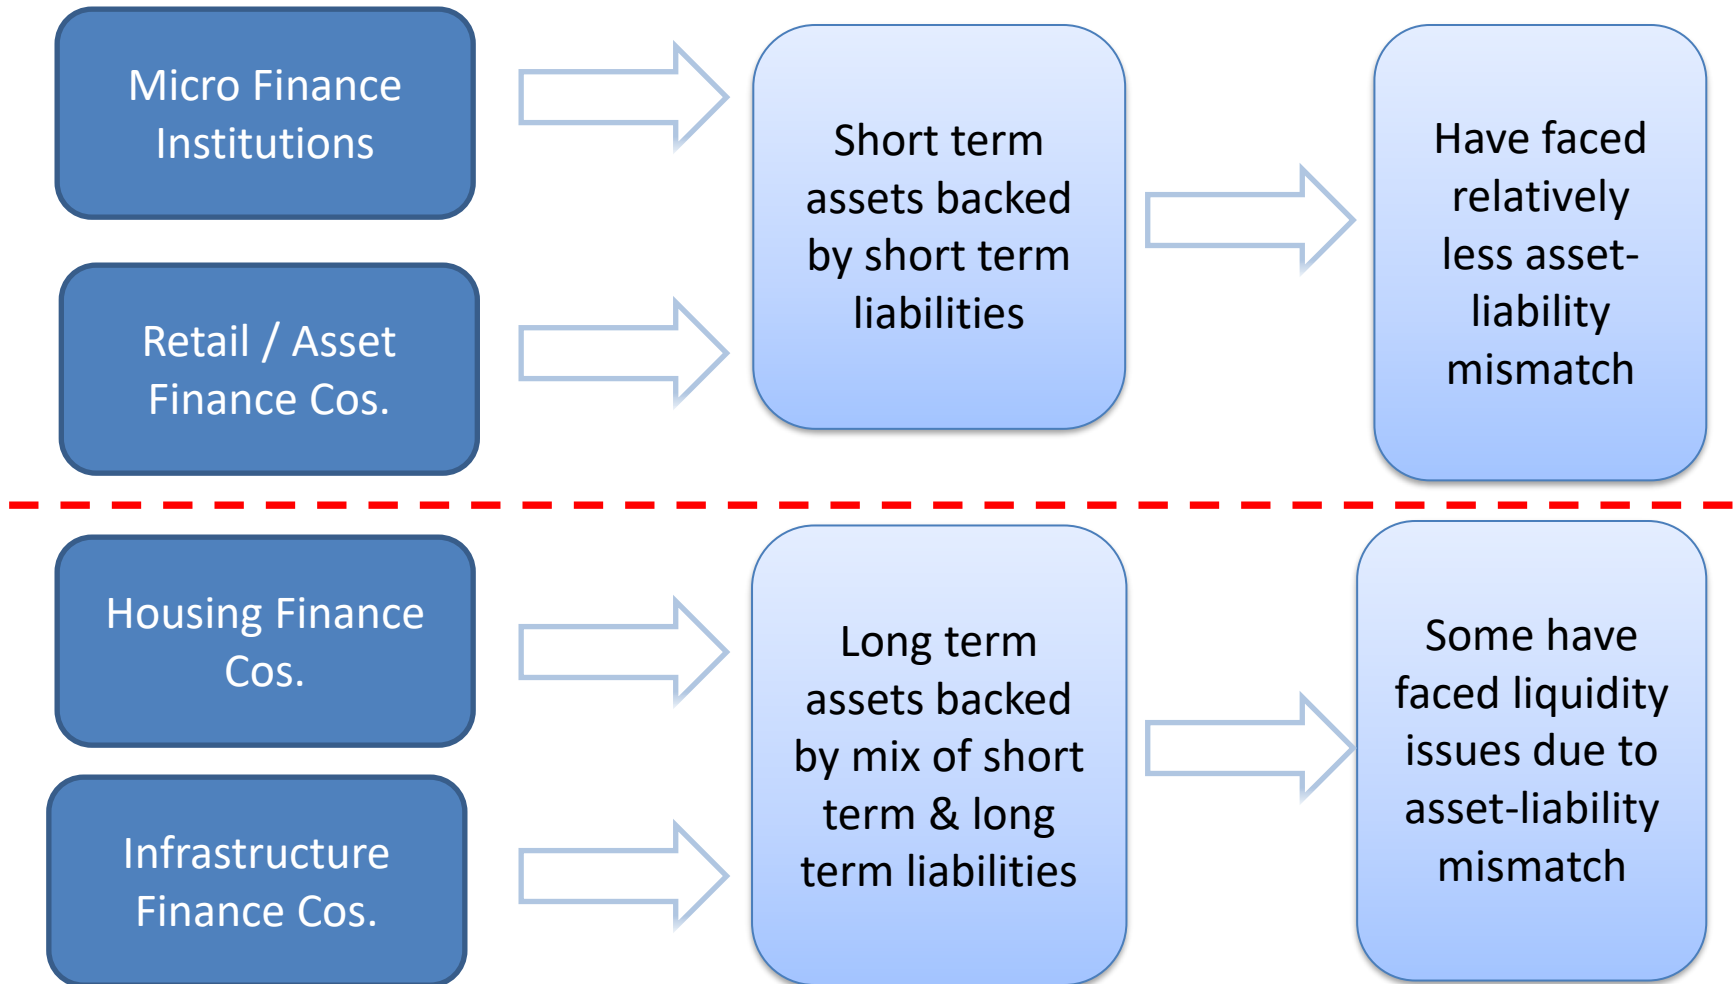 Micro Finance
Institutions
Retail / Asset
Finance Cos.
Short term
assets backed
by short term
liabilities
Have faced
relatively
less asset-
liability
mismatch
Housing Finance
Cos.
Infrastructure
Finance Cos.
Long term
assets backed
by mix of short
term & long
term liabilities
Some have
faced liquidity
issues due to
asset-liability
mismatch